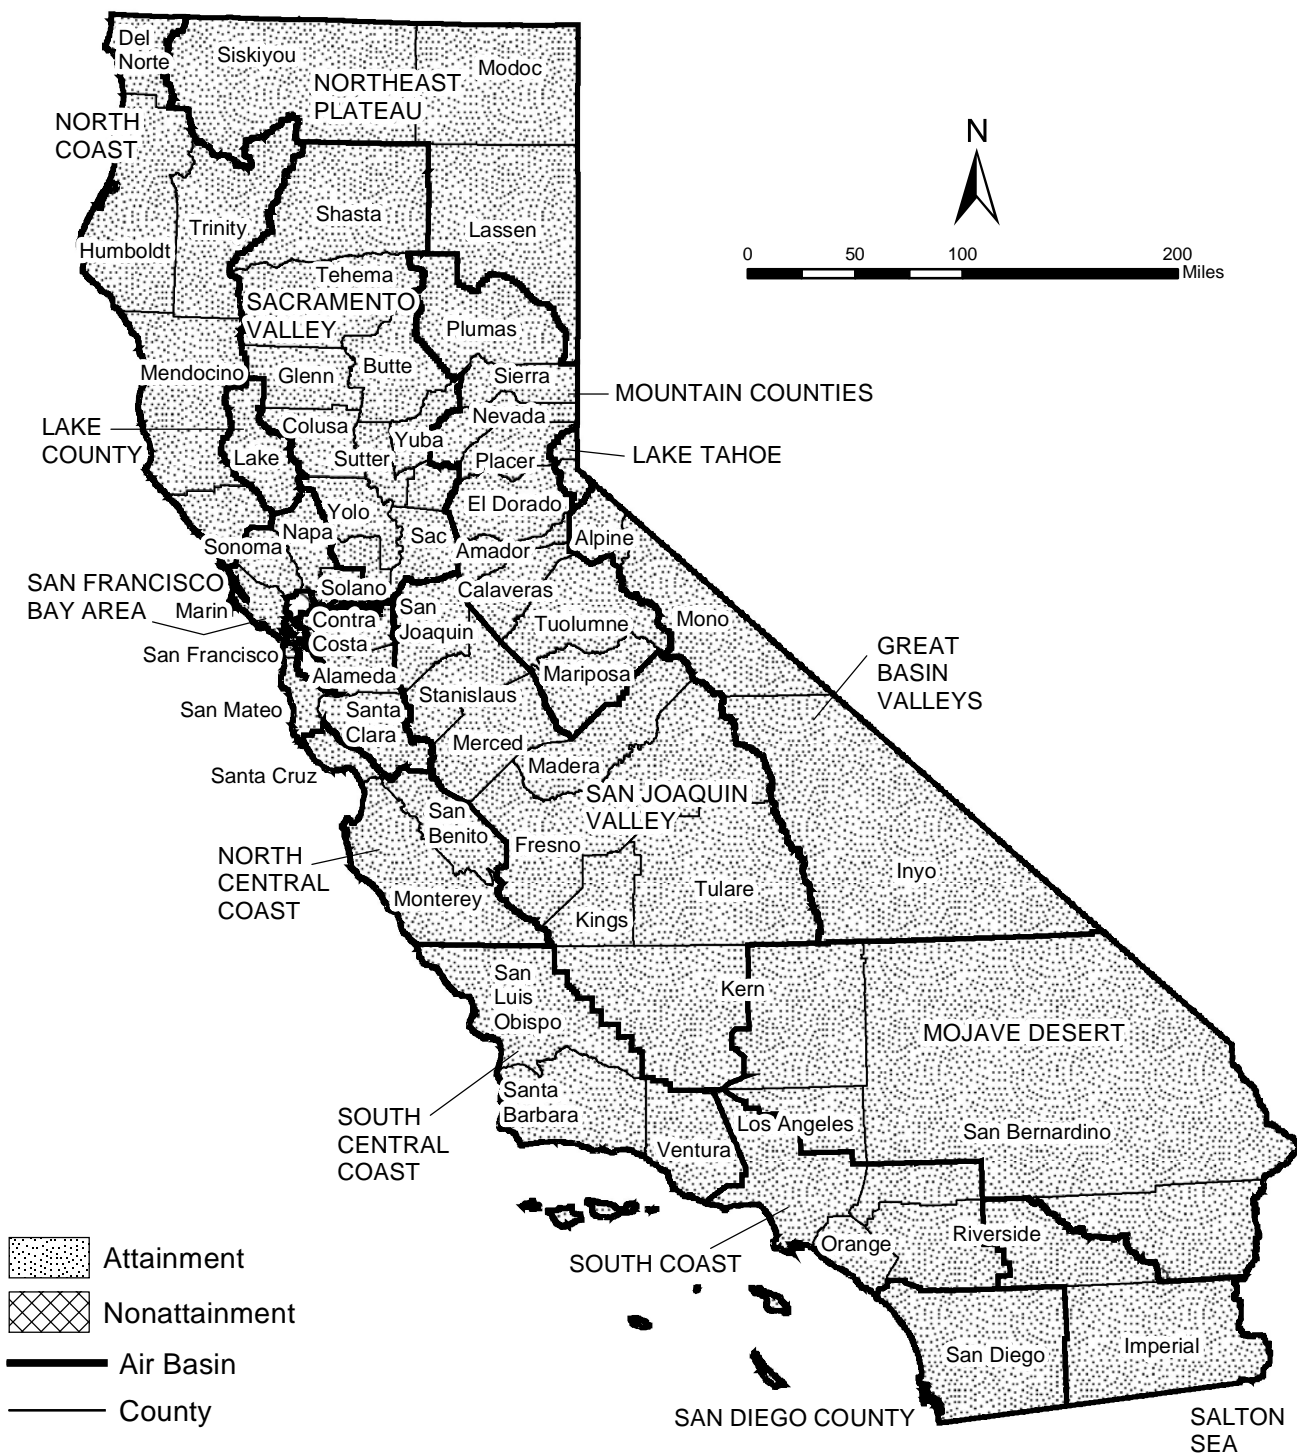 Del
Norte
Siskiyou
Modoc
NORTHEAST
PLATEAU
NORTH
COAST
N
Shasta
Trinity
Lassen
Humboldt
0
50
100
200
Miles
Tehema
SACRAMENTO
VALLEY
Plumas
Butte
Mendocino
Glenn
Sierra
MOUNTAIN COUNTIES
Nevada
LAKE
COUNTY
Colusa
Yuba
Lake
Sutter
Placer
LAKE TAHOE
El Dorado
Yolo
Napa
Sac
Alpine
Sonoma
Amador
SAN FRANCISCO
BAY AREA
Solano
Calaveras
Marin
Contra
Costa
San
Joaquin
Tuolumne
Mono
San Francisco
Alameda
Mariposa
GREAT
BASIN
VALLEYS
Stanislaus
San Mateo
Santa
Clara
Merced
Madera
Santa Cruz
SAN JOAQUIN
VALLEY
San
Benito
Fresno
NORTH
CENTRAL
COAST
Inyo
Tulare
Monterey
Kings
San
Luis
Obispo
Kern
MOJAVE DESERT
Santa
Barbara
SOUTH
CENTRAL
COAST
Los Angeles
San Bernardino
Ventura
Riverside
Orange
SOUTH COAST
Attainment
Nonattainment
Air Basin
County
San Diego
Imperial
SAN DIEGO COUNTY
SALTON
SEA